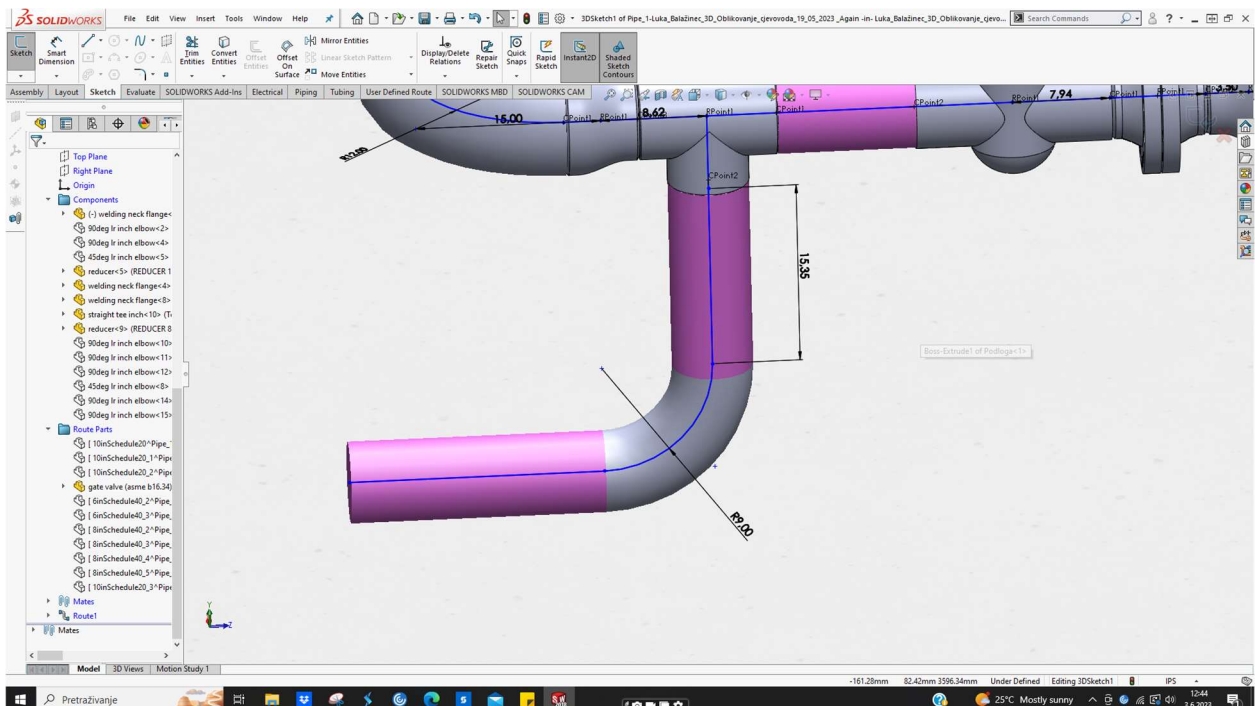 SOLIDWORKS File Edit View Insert Tools Window Help 3DSketch1 of Pipe_1-Luka_Balažinec_3D_Oblikovanje_cjevovoda_19_05_2023 _Again -in- Luka_Balažinec_3D_Oblikovanje_cjevo... Search Commands
Sketch
Smart Dimension
Trim Entities
Convert Entities
Offset Entities
Offset On Surface
Mirror Entities
Linear Sketch Pattern
Move Entities
Display/Delete Relations
Repair Sketch
Quick Snaps
Rapid Sketch
Instant2D
Shaded Sketch Contours
Assembly Layout Sketch Evaluate SOLIDWORKS Add-Ins Electrical Piping Tubing User Defined Route SOLIDWORKS MBD SOLIDWORKS CAM
Top Plane
Right Plane
Origin
Components
(-) welding neck flange<
90deg lr inch elbow<2>
90deg lr inch elbow<4>
45deg lr inch elbow<5>
reducer<5> (REDUCER 1
welding neck flange<4>
welding neck flange<8>
straight tee inch<10> (T
reducer<9> (REDUCER 8
90deg lr inch elbow<10>
90deg lr inch elbow<11>
90deg lr inch elbow<12>
45deg lr inch elbow<8>
90deg lr inch elbow<14>
90deg lr inch elbow<15>
Route Parts
[ 10inSchedule20^Pipe_
[ 10inSchedule20_1^Pipe
[ 10inSchedule20_2^Pipe
gate valve (asme b16.34)
[ 6inSchedule40_2^Pipe_
[ 6inSchedule40_3^Pipe_
[ 8inSchedule40_2^Pipe_
[ 8inSchedule40_3^Pipe_
[ 8inSchedule40_4^Pipe_
[ 8inSchedule40_5^Pipe_
[ 10inSchedule20_3^Pipe
Mates
Route1
Mates
15,00 CPoint1 RPoint1 8,62 RPoint1 CPoint1 CPoint2 RPoint1 7,94 CPoint1 RPoint1
R12,00
CPoint2
15,35
Boss-Extrude1 of Podloga<1>
R9,00
Y
Z
Model 3D Views Motion Study 1
-161.28mm 82.42mm 3596.34mm Under Defined Editing 3DSketch1 IPS
Pretraživanje
25°C Mostly sunny
12:44
3.6.2023.